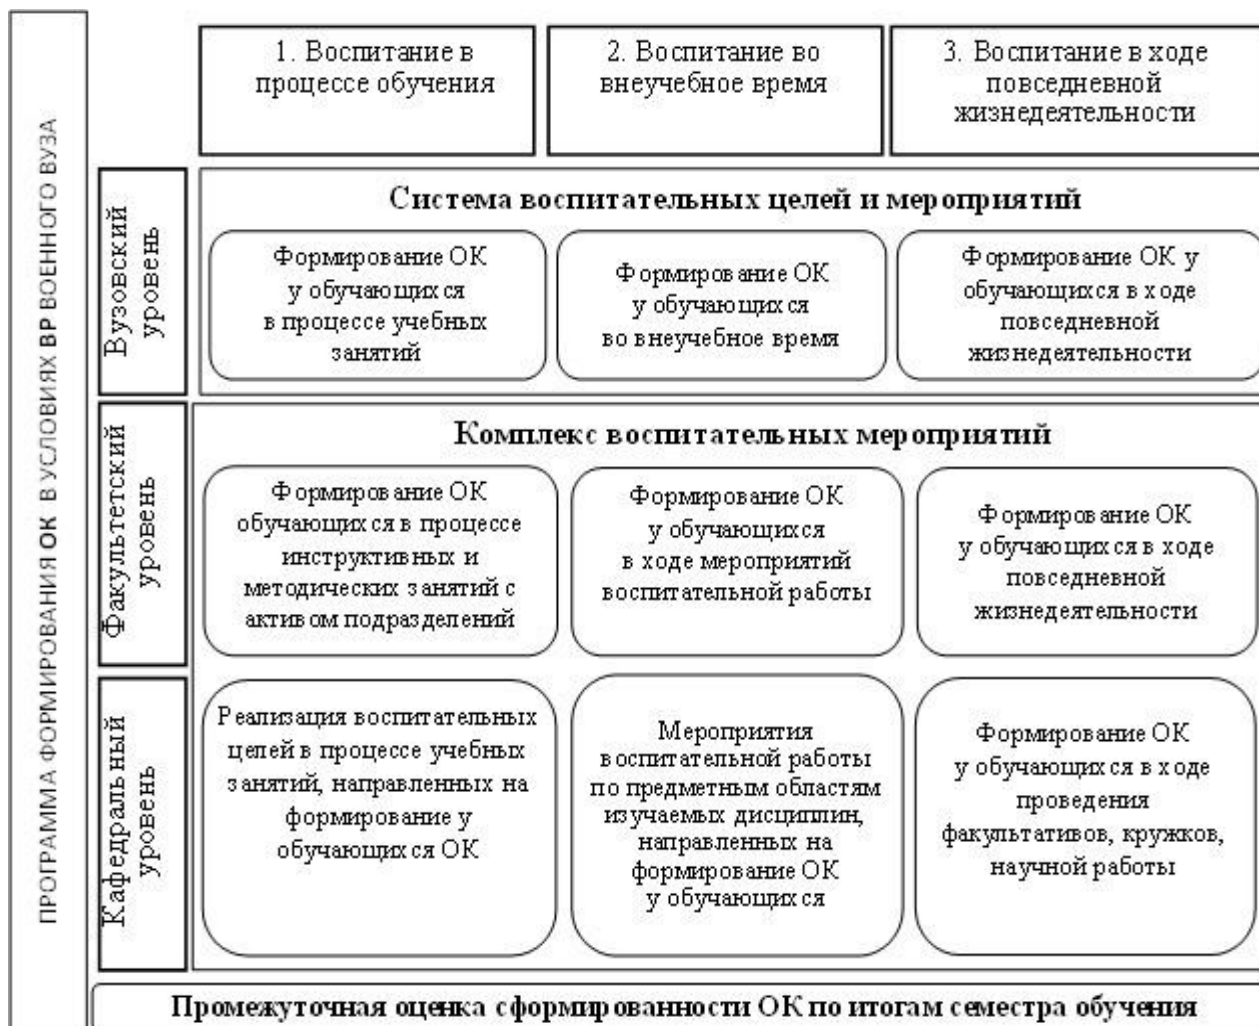 ПРОГРАММА ФОРМИРОВАНИЯ ОК В УСЛОВИЯХ ВР ВОЕННОГО ВУЗА
1. Воспитание в
процессе обучения
2. Воспитание во
внеучебное время
3. Воспитание в ходе
повседневной
жизнедеятельности
Вузовский
уровень
Система воспитательных целей и мероприятий
Формирование ОК
у обучающихся
в процессе учебных
занятий
Формирование ОК
у обучающихся
во внеучебное время
Формирование ОК у
обучающихся в ходе
повседневной
жизнедеятельности
Факультетский
уровень
Комплекс воспитательных мероприятий
Формирование ОК
обучающихся в процессе
инструктивных и
методических занятий с
активом подразделений
Формирование ОК
у обучающихся
в ходе мероприятий
воспитательной работы
Формирование ОК
у обучающихся в ходе
повседневной
жизнедеятельности
Кафедральный
уровень
Реализация воспитательных
целей в процессе учебных
занятий, направленных на
формирование у
обучающихся ОК
Мероприятия
воспитательной работы
по предметным областям
изучаемых дисциплин,
направленных на
формирование ОК
у обучающихся
Формирование ОК
у обучающихся в ходе
проведения
факультативов, кружков,
научной работы
Промежуточная оценка сформированности ОК по итогам семестра обучения